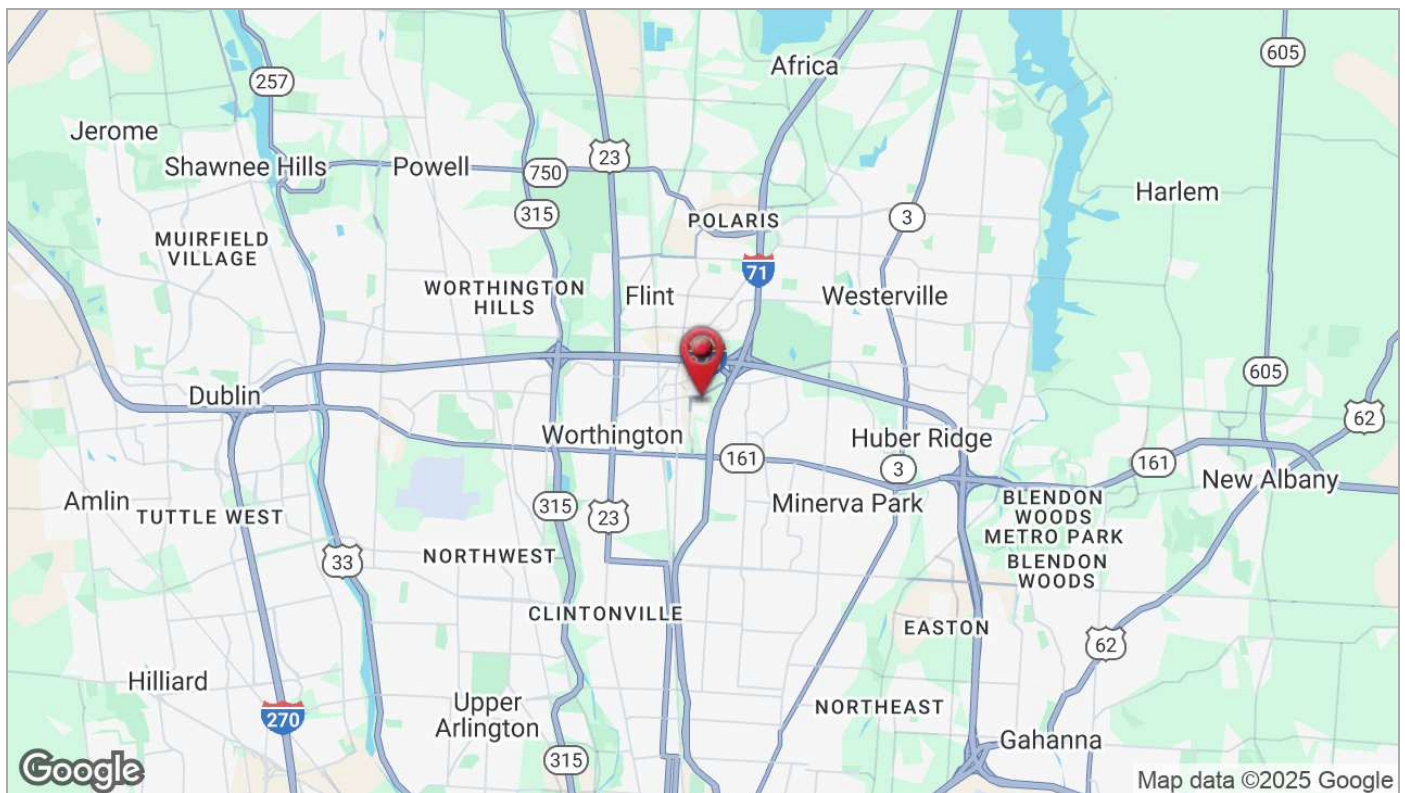 Africa
605
257
Jerome
23
Shawnee Hills
Powell
750
Harlem
315
3
POLARIS
MUIRFIELD
VILLAGE
71
WORTHINGTON
HILLS
Flint
Westerville
605
Dublin
62
Worthington
Huber Ridge
161
3
161
New Albany
Amlin
TUTTLE WEST
315
23
Minerva Park
BLENDON
WOODS
METRO PARK
BLENDON
WOODS
33
NORTHWEST
CLINTONVILLE
EASTON
62
Hilliard
270
Upper
Arlington
NORTHEAST
Gahanna
315
Google
Map data ©2025 Google